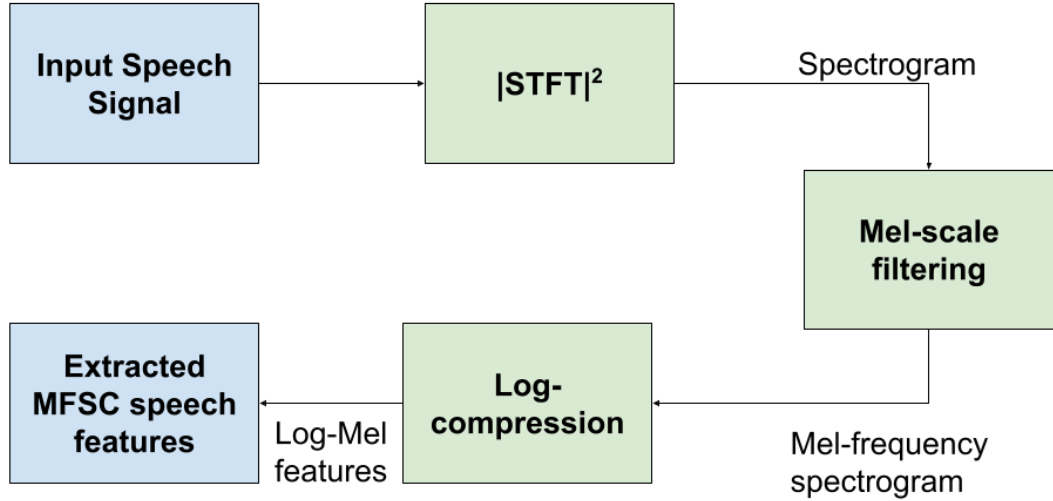 Input Speech
Signal
|STFT|²
Spectrogram
Mel-scale
filtering
Extracted
MFSC speech
features
Log-Mel
features
Log-
compression
Mel-frequency
spectrogram